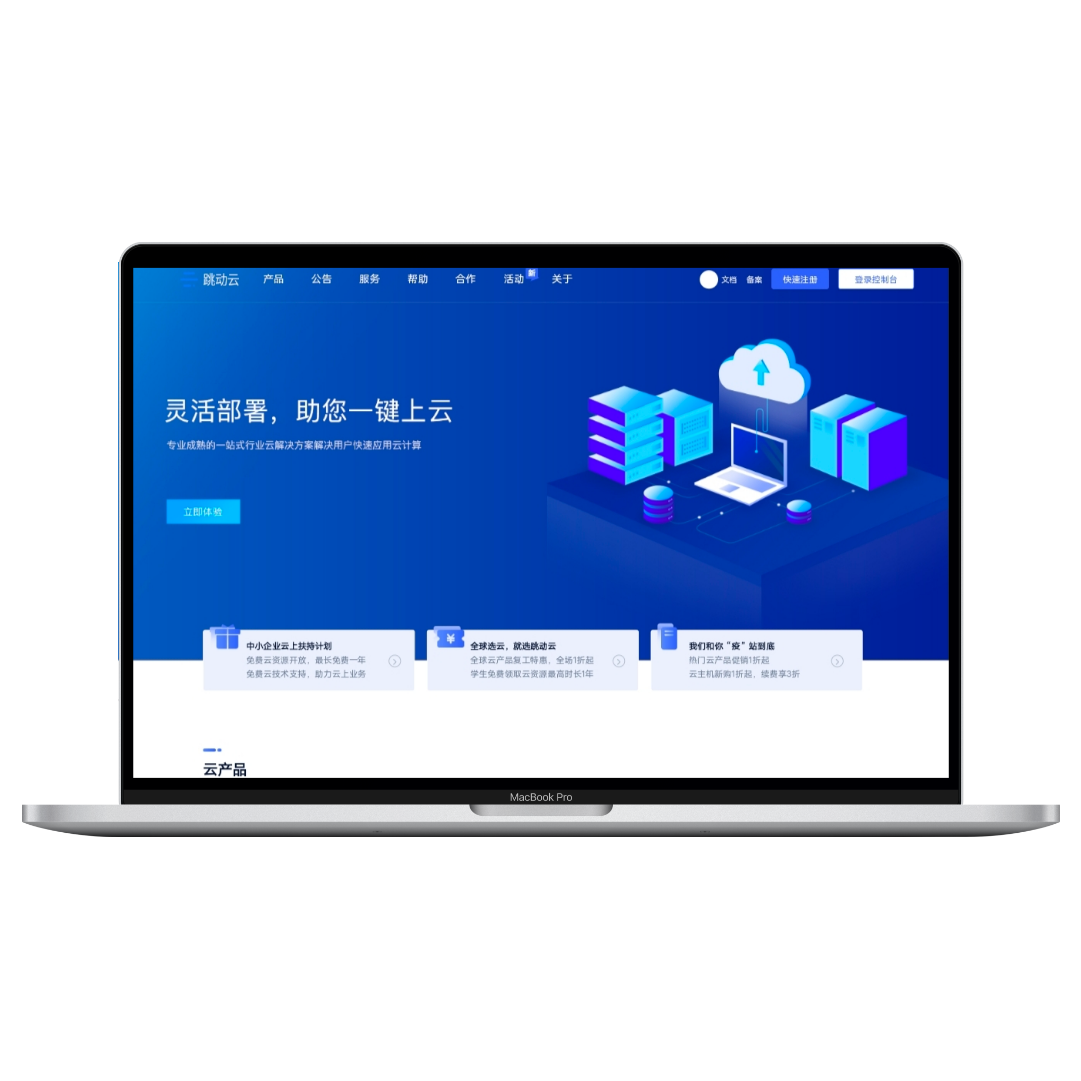 跳动云 产品 公告 服务 帮助 合作 活动 新 关于 文档 备案 快速注册 登录控制台
灵活部署，助您一键上云
专业成熟的一站式行业云解决方案解决用户快速应用云计算
立即体验
中小企业云上扶持计划
免费云资源开放，最长免费一年
免费云技术支持，助力云上业务
¥
全球选云，就选跳动云
全球云产品复工特惠，全场1折起
学生免费领取云资源最高时长1年
我们和你“疫”站到底
热门云产品促销1折起
云主机新购1折起，续费享3折
云产品
MacBook Pro